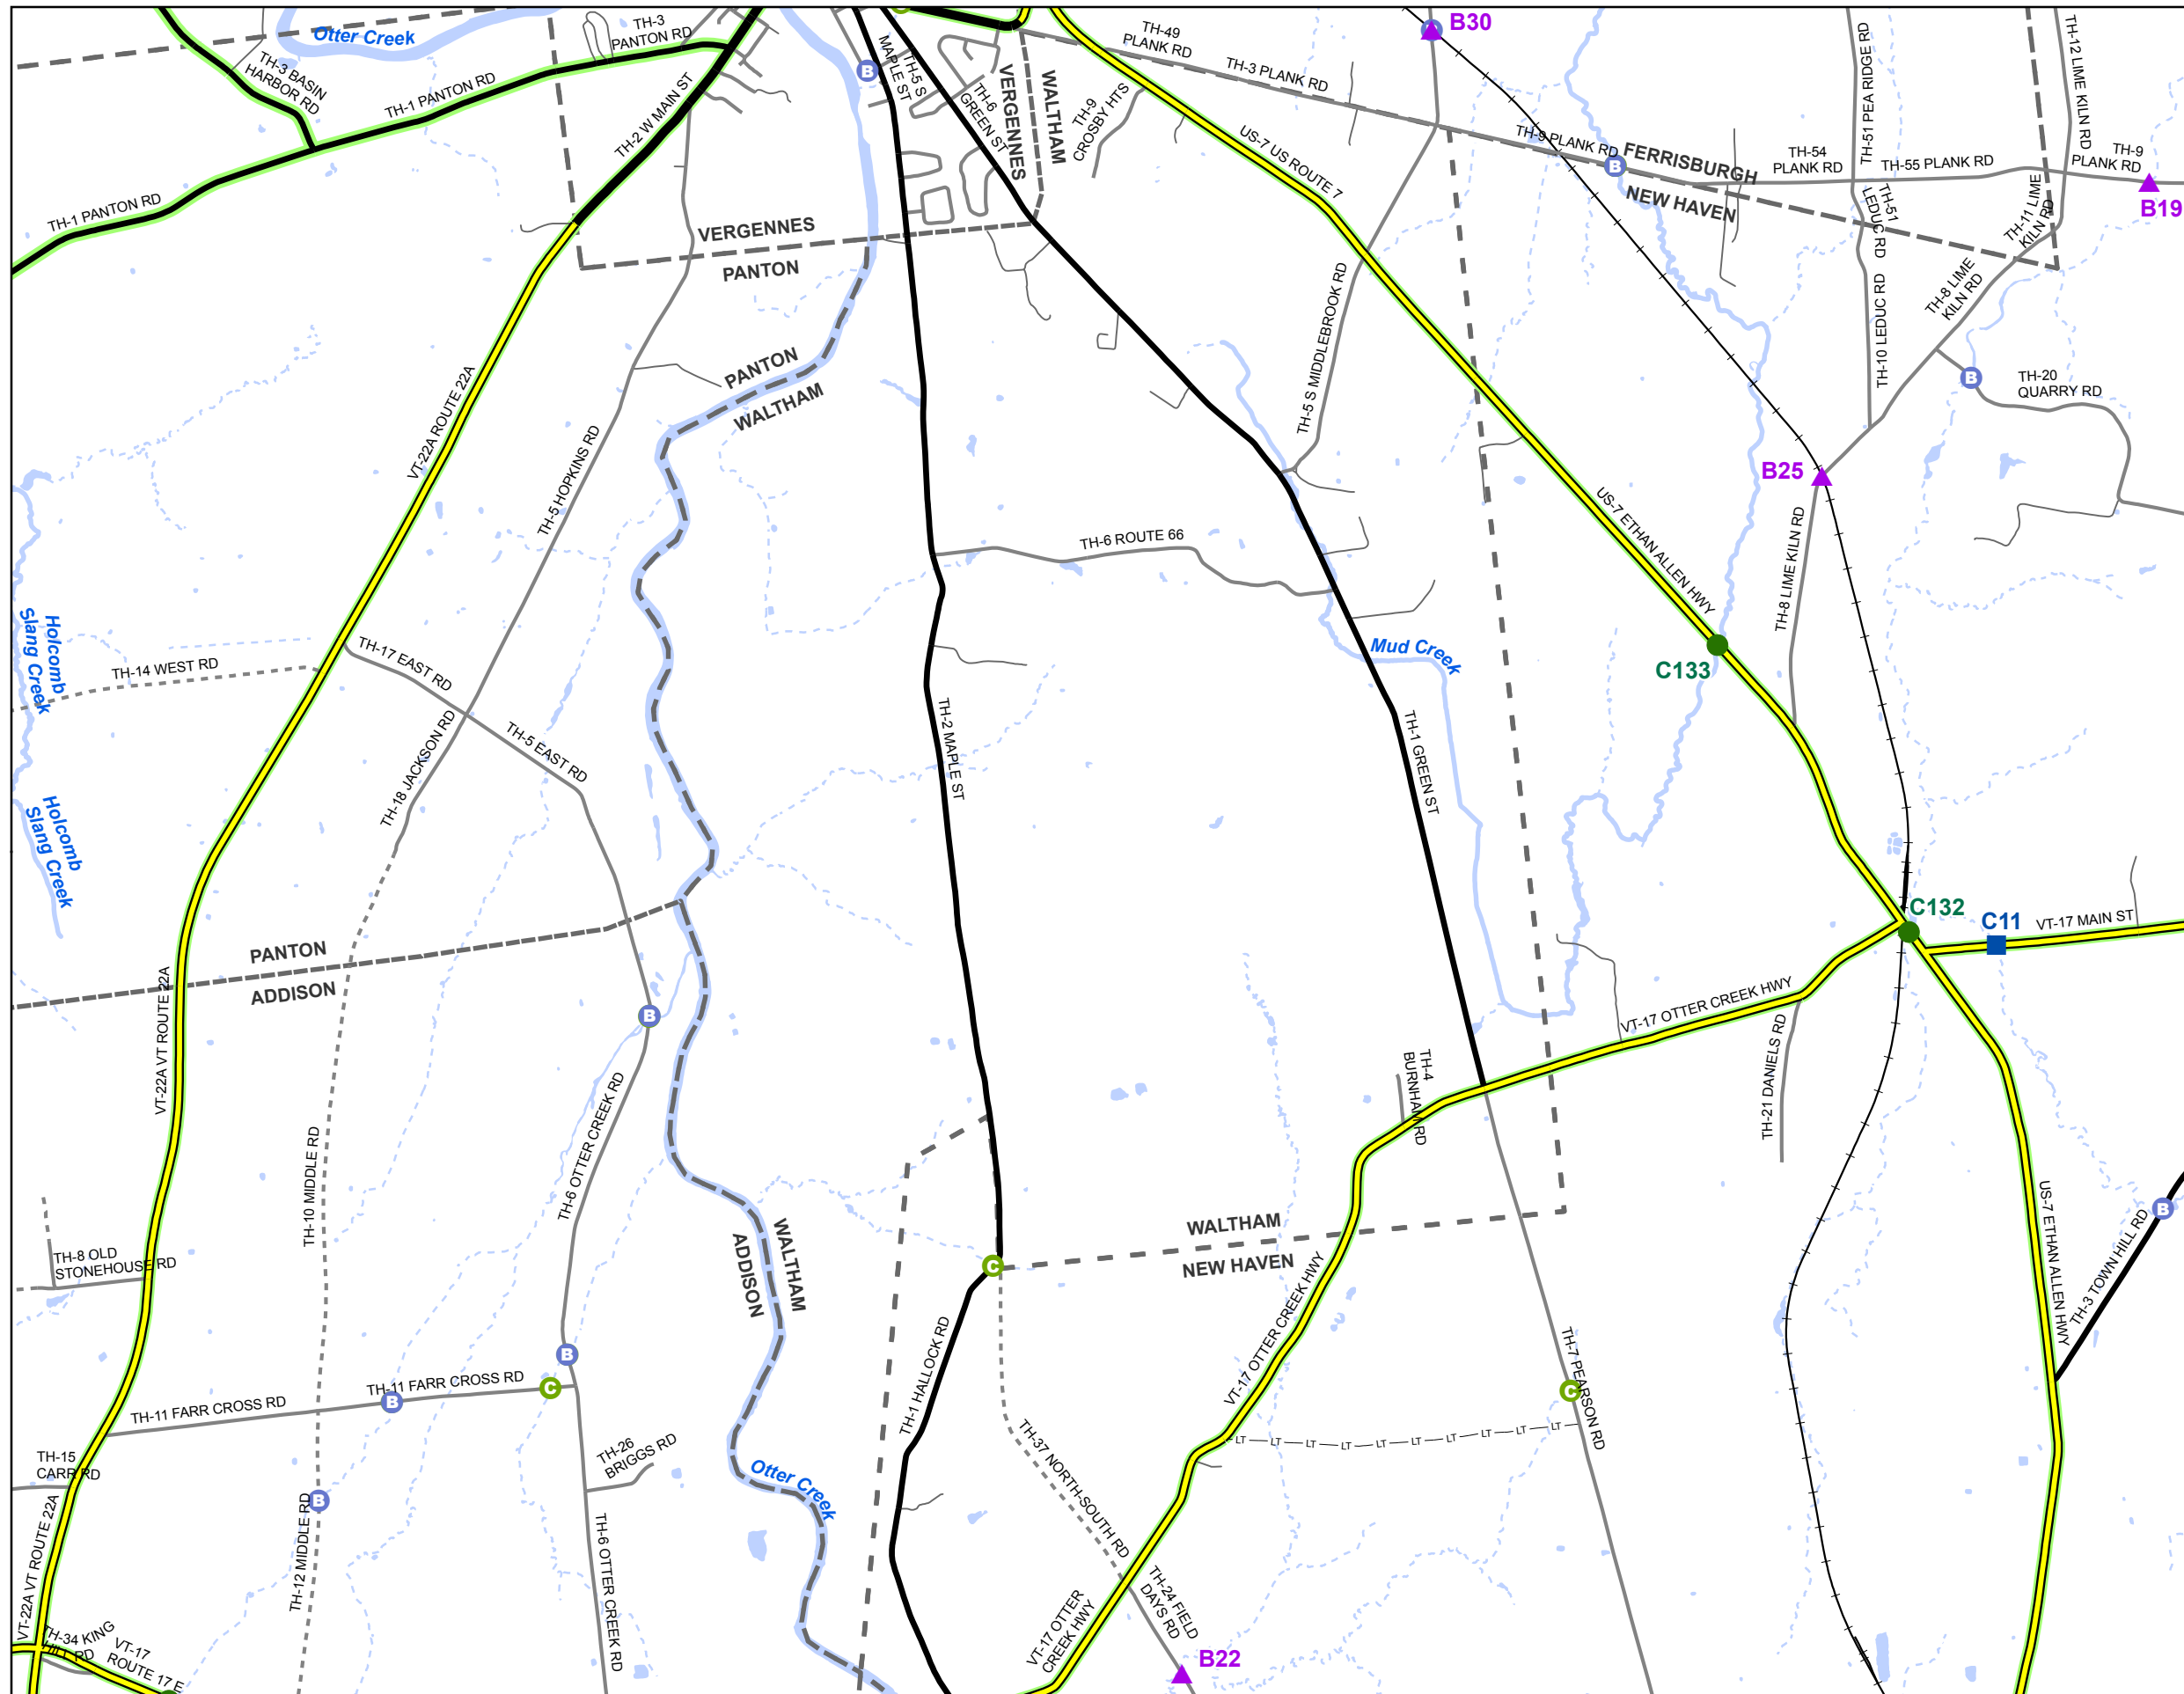 Otter Creek
TH-3
PANTON RD
TH-3 BASIN
HARBOR RD
TH-1 PANTON RD
TH-1 PANTON RD
TH-2 W MAIN ST
B
MAPLE ST
TH-5 S
TH-6
GREEN ST
VERGENNES
WALTHAM
TH-9
CROSBY HTS
TH-49
PLANK RD
TH-3 PLANK RD
B30
TH-9 PLANK RD
B
FERRISBURGH
NEW HAVEN
TH-51 PEA RIDGE RD
TH-12 LIME KILN RD
TH-54
PLANK RD
TH-55 PLANK RD
TH-9
PLANK RD
B19
US-7 US ROUTE 7
TH-51
LEDUC RD
TH-11 LIME
KILN RD
TH-10 LEDUC RD
TH-8 LIME
KILN RD
B
TH-20
QUARRY RD
VERGENNES
PANTON
PANTON
WALTHAM
VT-22A ROUTE 22A
TH-5 HOPKINS RD
TH-5 S MIDDLEBROOK RD
B25
US-7 ETHAN ALLEN HWY
TH-8 LIME KILN RD
TH-6 ROUTE 66
Holcomb
Slang Creek
TH-14 WEST RD
TH-17 EAST RD
TH-5 EAST RD
TH-18 JACKSON RD
Mud Creek
C133
TH-2 MAPLE ST
TH-1 GREEN ST
Holcomb
Slang Creek
C132
C11
VT-17 MAIN ST
PANTON
ADDISON
VT-22A VT ROUTE 22A
B
VT-17 OTTER CREEK HWY
TH-4
BURNHAM RD
TH-21 DANIELS RD
TH-6 OTTER CREEK RD
TH-10 MIDDLE RD
US-7 ETHAN ALLEN HWY
B
TH-3 TOWN HILL RD
WALTHAM
ADDISON
WALTHAM
NEW HAVEN
C
TH-8 OLD
STONEHOUSE RD
VT-17 OTTER CREEK HWY
TH-1 HALLOCK RD
B
C
TH-11 FARR CROSS RD
B
TH-11 FARR CROSS RD
TH-7 PEARSON RD
C
LT LT LT LT LT LT LT LT LT LT
TH-15
CARR RD
TH-26
BRIGGS RD
Otter Creek
TH-37 NORTH-SOUTH RD
B
TH-12 MIDDLE RD
VT-22A VT ROUTE 22A
TH-6 OTTER CREEK RD
TH-24 FIELD
DAYS RD
VT-17 OTTER
CREEK HWY
B22
TH-34 KING
HILL RD
VT-17
ROUTE 17 E